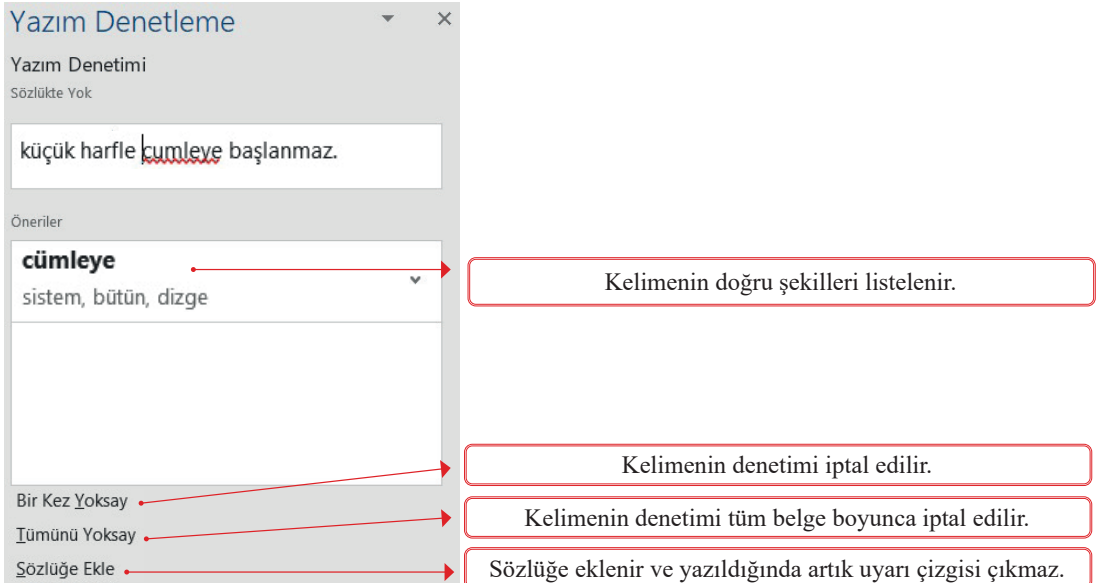 Yazım Denetleme
Yazım Denetimi
Sözlükte Yok
küçük harfle çumleye başlanmaz.
Öneriler
cümleye
sistem, bütün, dizge
Kelimenin doğru şekilleri listelenir.
Kelimenin denetimi iptal edilir.
Bir Kez Yoksay
Kelimenin denetimi tüm belge boyunca iptal edilir.
Tümünü Yoksay
Sözlüğe Ekle
Sözlüğe eklenir ve yazıldığında artık uyarı çizgisi çıkmaz.